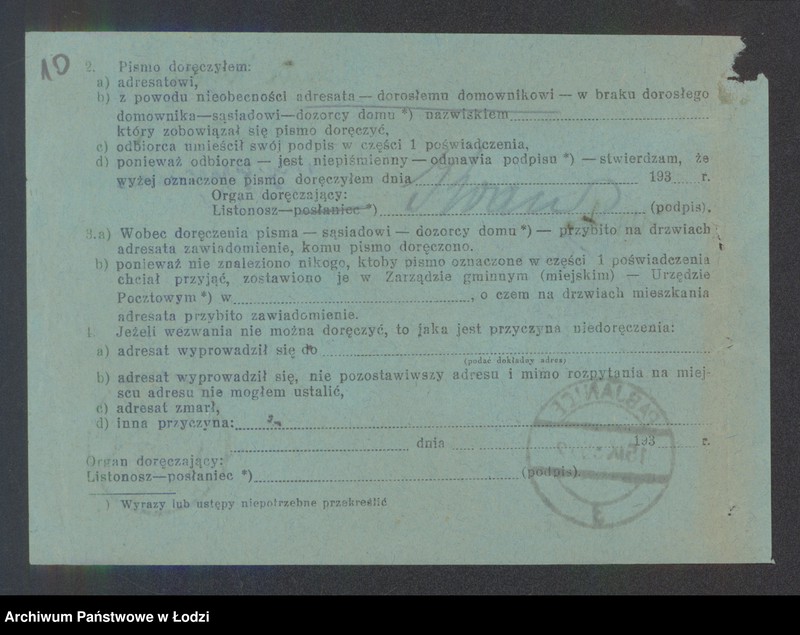 10
2. Pismo doręczyłem:
a) adresatowi,
b) z powodu nieobecności adresata — dorosłemu domownikowi — w braku dorosłego
domownika—sąsiadowi—dozorcy domu *) nazwiskiem
który zobowiązał się pismo doręczyć,
c) odbiorca umieścił swój podpis w części 1 poświadczenia,
d) ponieważ odbiorca — jest niepiśmienny — odmawia podpisu *) — stwierdzam, że
wyżej oznaczone pismo doręczyłem dnia 193 r.
Organ doręczający:
Listonosz—posłaniec *) (podpis).
3.a) Wobec doręczenia pisma — sąsiadowi — dozorcy domu *) — przybito na drzwiach
adresata zawiadomienie, komu pismo doręczono.
b) ponieważ nie znaleziono nikogo, ktoby pismo oznaczone w części 1 poświadczenia
chciał przyjąć, zostawiono je w Zarządzie gminnym (miejskim) — Urzędzie
Pocztowym *) w , o czem na drzwiach mieszkania
adresata przybito zawiadomienie.
4. Jeżeli wezwania nie można doręczyć, to jaka jest przyczyna niedoręczenia:
a) adresat wyprowadził się do
(podać dokładny adres)
b) adresat wyprowadził się, nie pozostawiwszy adresu i mimo rozpytania na miej-
scu adresu nie mogłem ustalić,
c) adresat zmarł,
d) inna przyczyna:
dnia 193 r.
Organ doręczający:
Listonosz—posłaniec *) (podpis).
*) Wyrazy lub ustępy niepotrzebne przekreślić
PABJANICE
3
Archiwum Państwowe w Łodzi